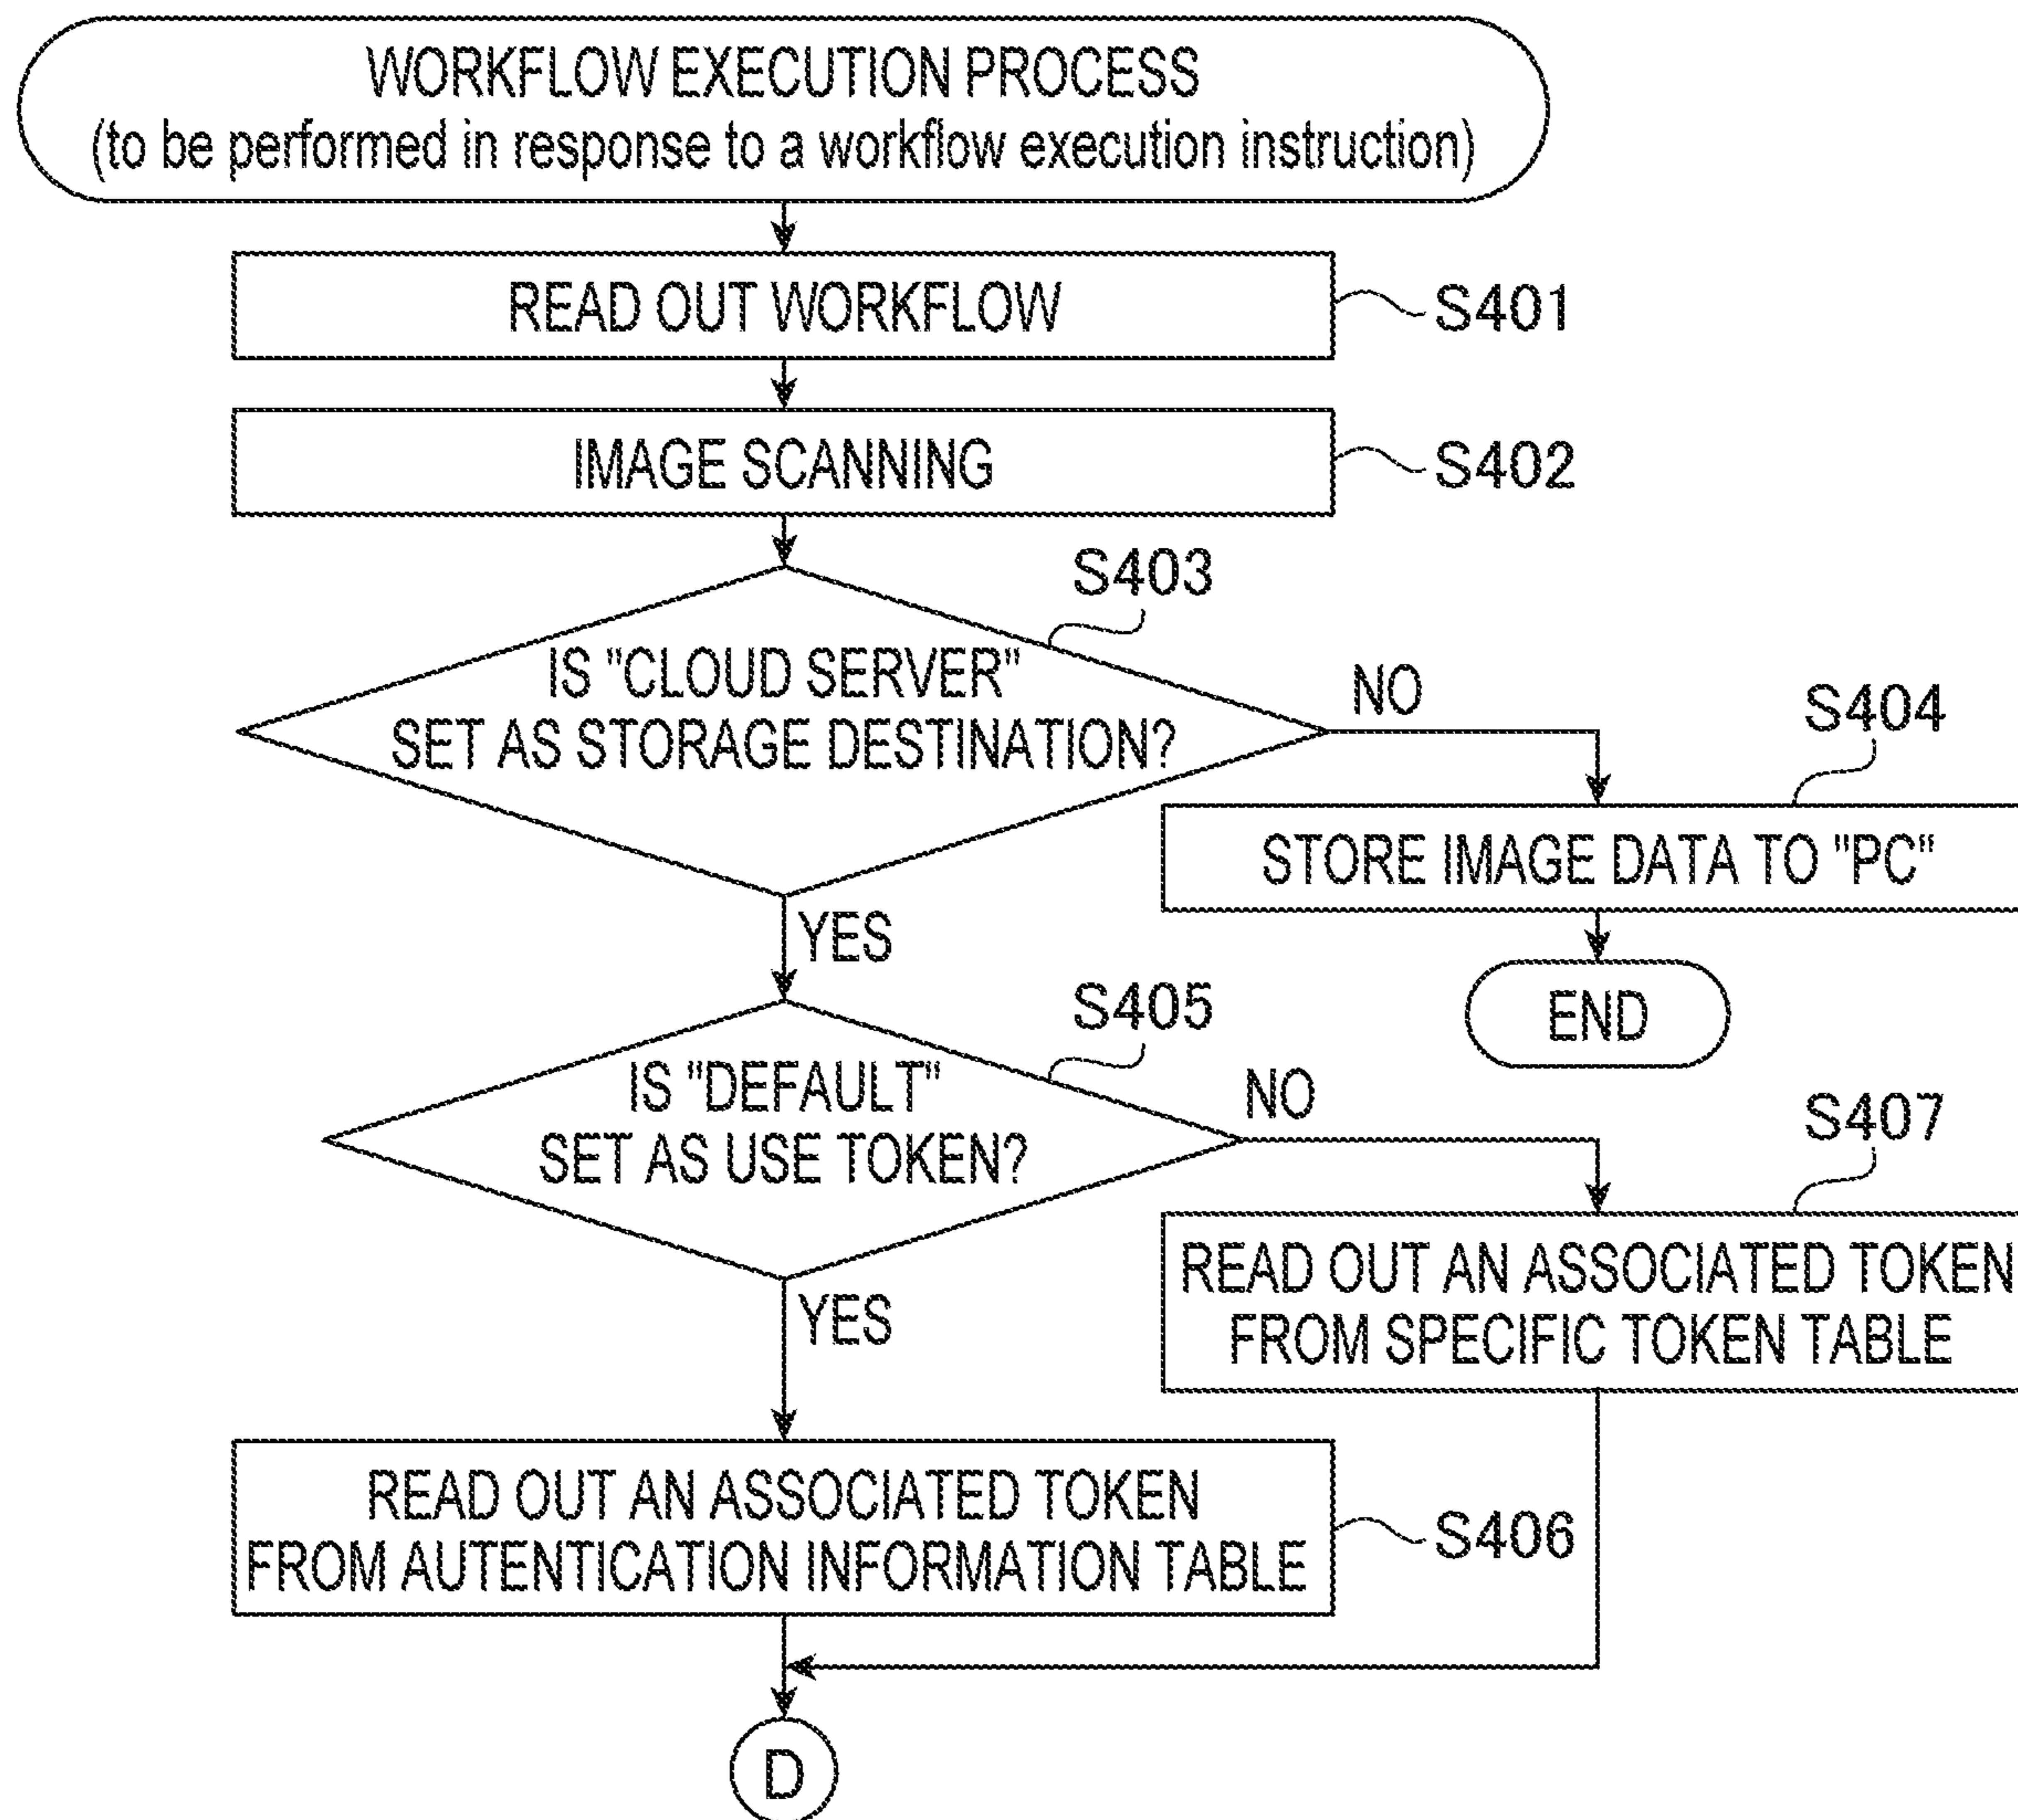 WORKFLOW EXECUTION PROCESS
(to be performed in response to a workflow execution instruction)
READ OUT WORKFLOW
S401
IMAGE SCANNING
S402
S403
IS "CLOUD SERVER"
SET AS STORAGE DESTINATION?
NO
S404
STORE IMAGE DATA TO "PC"
END
YES
S405
IS "DEFAULT"
SET AS USE TOKEN?
NO
S407
READ OUT AN ASSOCIATED TOKEN
FROM SPECIFIC TOKEN TABLE
YES
READ OUT AN ASSOCIATED TOKEN
FROM AUTENTICATION INFORMATION TABLE
S406
D